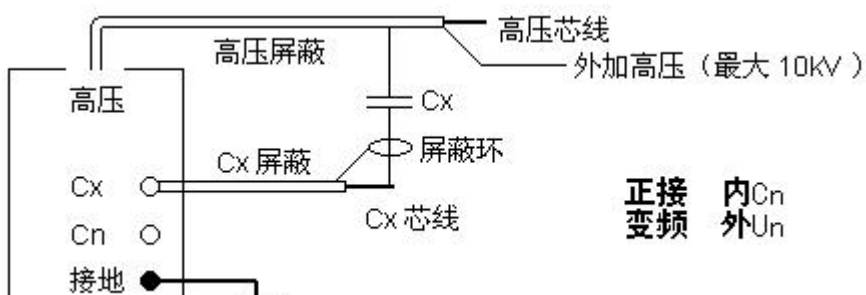 高压芯线
高压屏蔽
外加高压（最大 10KV ）
高压
Cx
Cx 屏蔽
屏蔽环
Cx
Cx 芯线
正接 内Cn
变频 外Un
Cn
接地